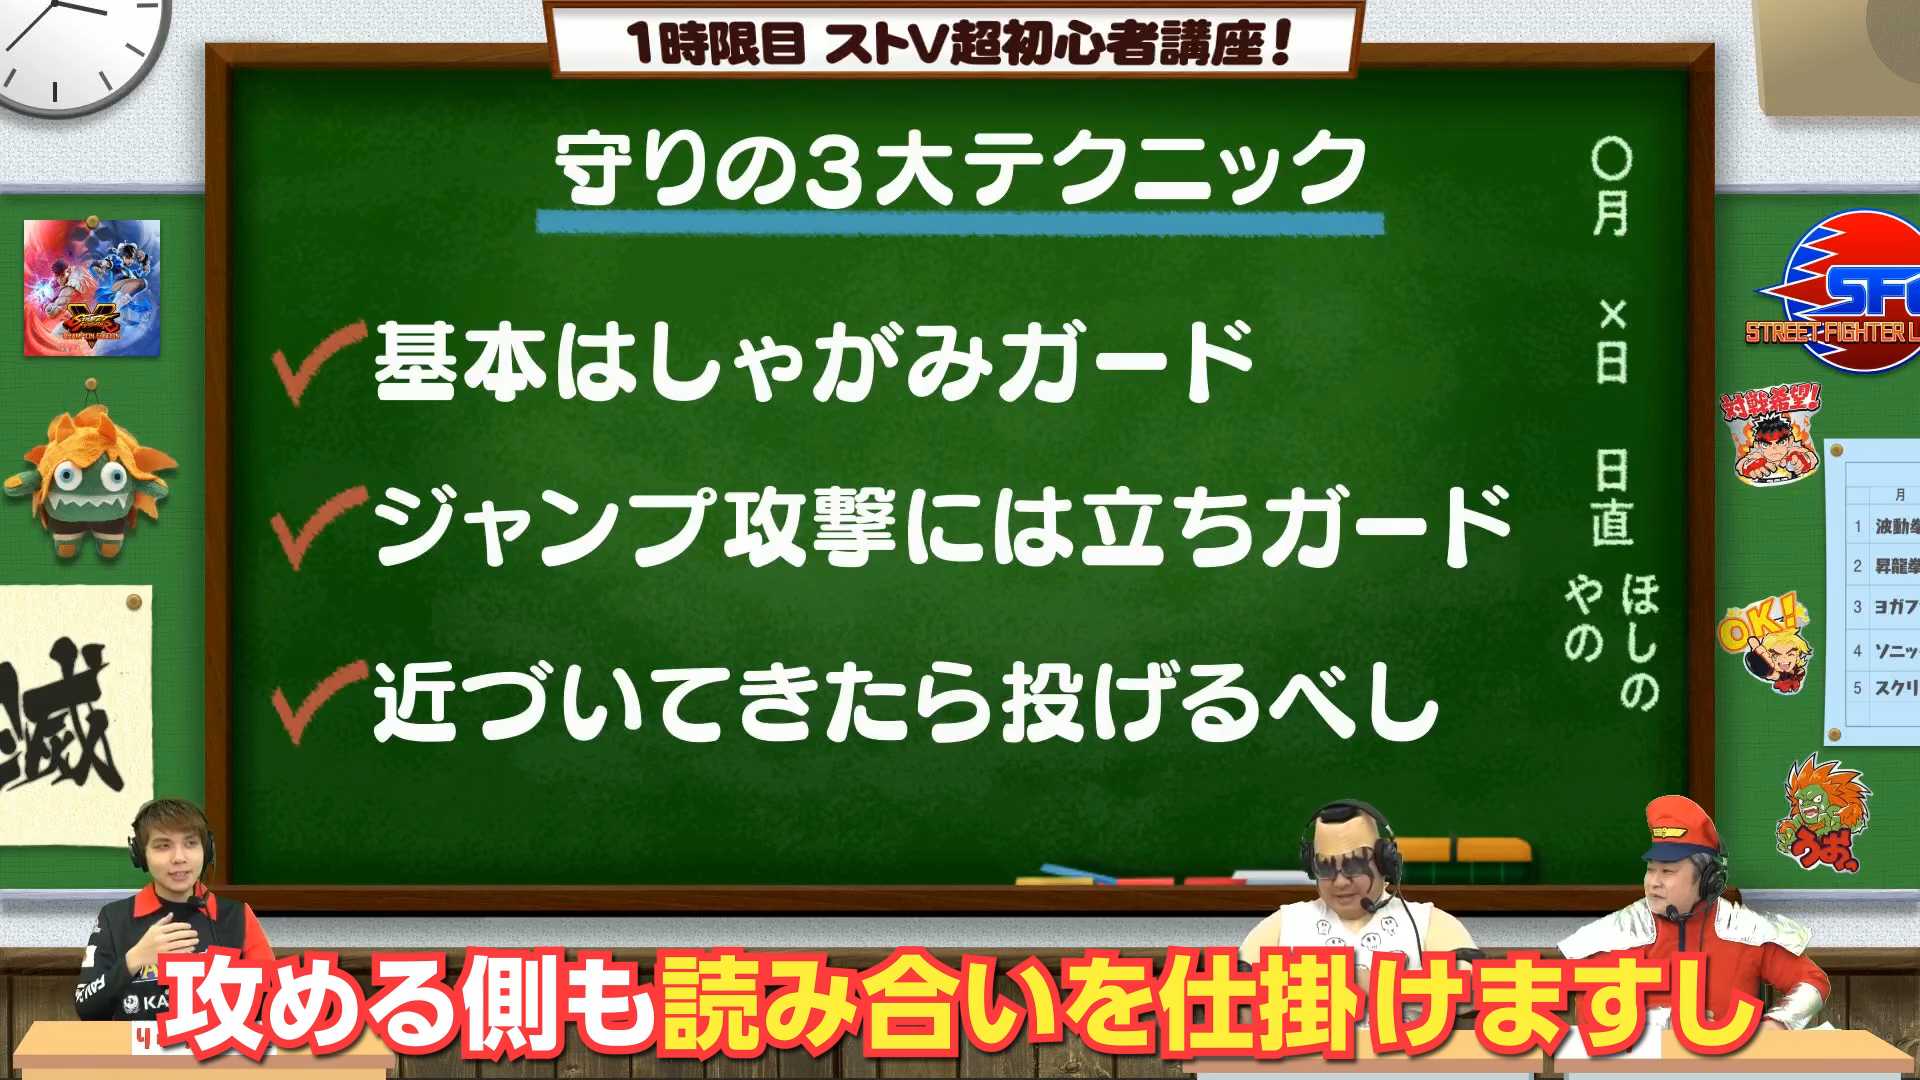 1時限目 ストV超初心者講座!
守りの3大テクニック
基本はしゃがみガード
ジャンプ攻撃には立ちガード
近づいてきたら投げるべし
〇月 ×日 日直
ほしの
やの
STREET FIGHTER
対戦希望!
OK!
うお
月
1 波動拳
2 昇龍拳
3 ヨガフ
4 ソニッ
5 スクリ
滅
攻める側も読み合いを仕掛けますし